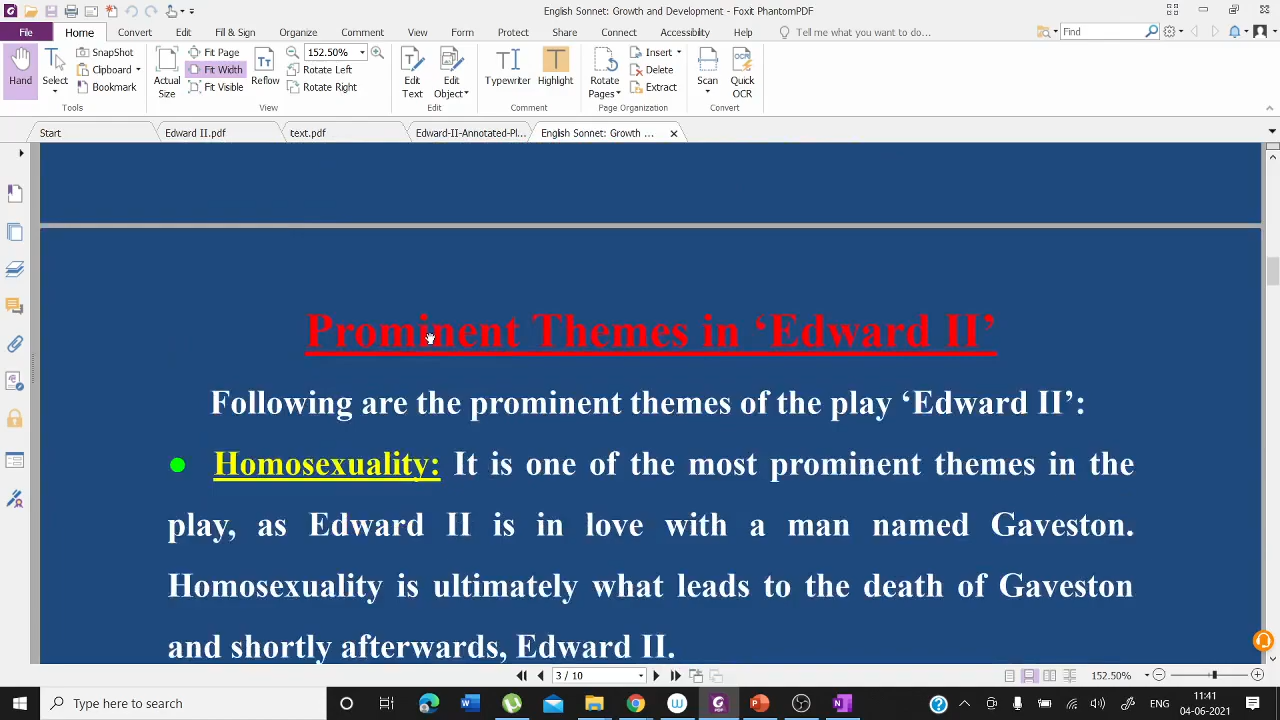 English Sonnet: Growth and Development - Foxit PhantomPDF
File Home Convert Edit Fill & Sign Organize Comment View Form Protect Share Connect Accessibility Help Tell me what you want to do... Find
SnapShot Fit Page 152.50% Insert
Clipboard Fit Width Rotate Left Delete
Bookmark Fit Visible Rotate Right Extract
Hand Select Actual Size Reflow Edit Text Edit Object Typewriter Highlight Rotate Pages Scan Quick OCR
Tools View Edit Comment Page Organization Convert
Start Edward II.pdf text.pdf Edward-II-Annotated-Pl... English Sonnet: Growth ...
Prominent Themes in ‘Edward II’
Following are the prominent themes of the play ‘Edward II’:
Homosexuality: It is one of the most prominent themes in the
play, as Edward II is in love with a man named Gaveston.
Homosexuality is ultimately what leads to the death of Gaveston
and shortly afterwards, Edward II.
3 / 10 152.50%
Type here to search ENG 11:41
04-06-2021